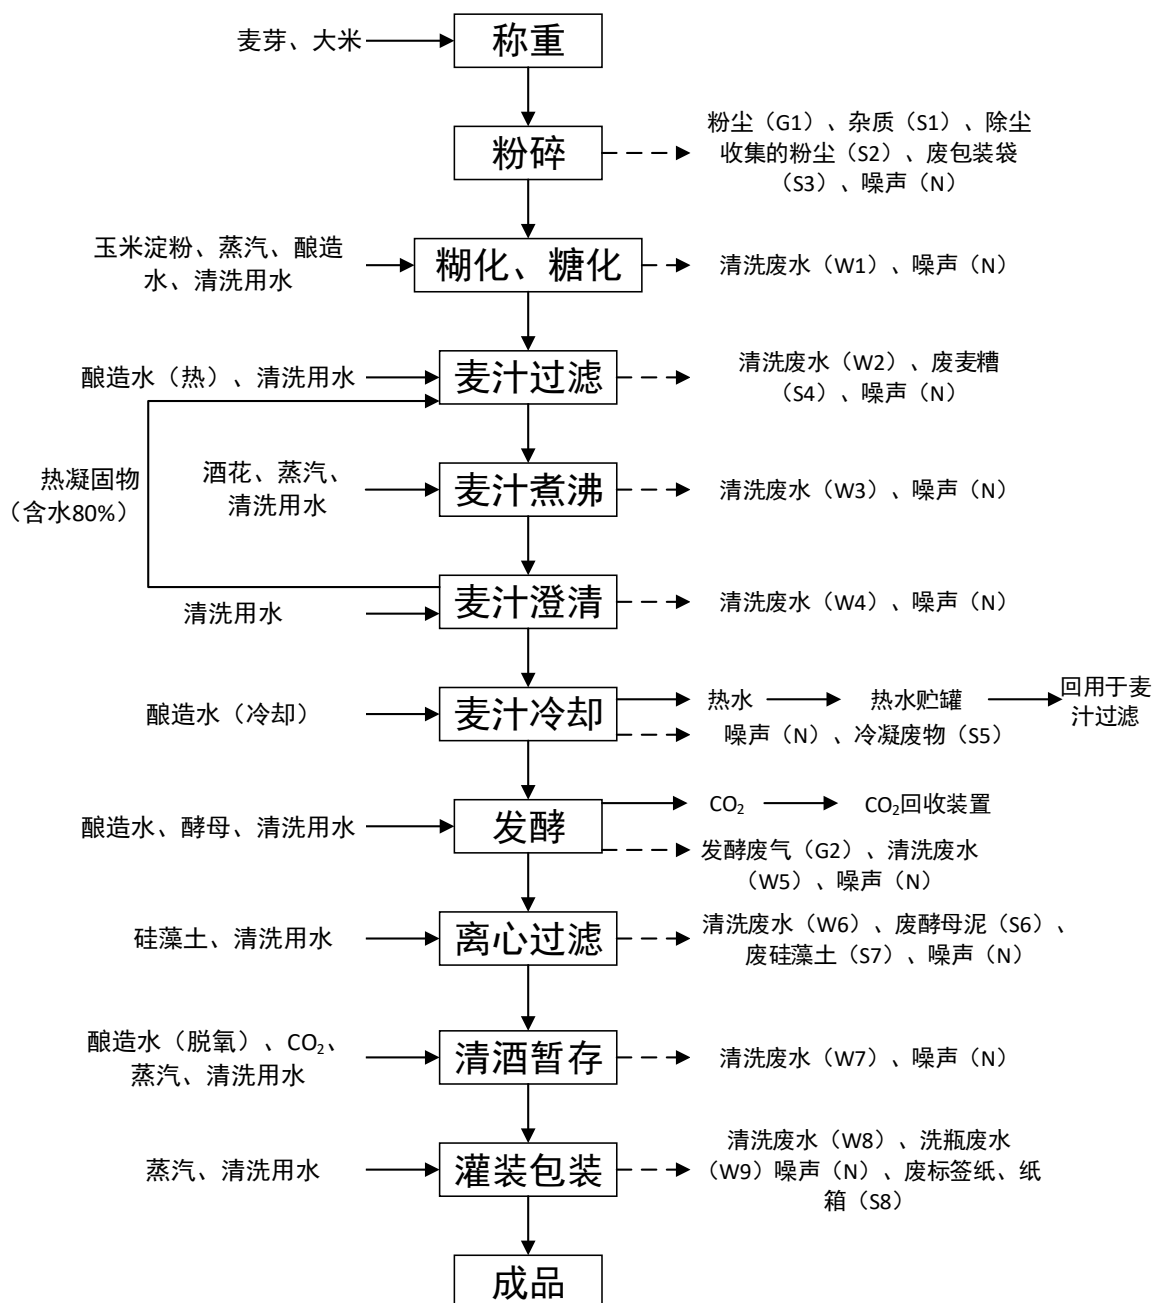 麦芽、大米
称重
粉碎
粉尘（G1）、杂质（S1）、除尘
收集的粉尘（S2）、废包装袋
（S3）、噪声（N）
玉米淀粉、蒸汽、酿造
水、清洗用水
糊化、糖化
清洗废水（W1）、噪声（N）
酿造水（热）、清洗用水
麦汁过滤
清洗废水（W2）、废麦糟
（S4）、噪声（N）
热凝固物
（含水80%）
酒花、蒸汽、
清洗用水
麦汁煮沸
清洗废水（W3）、噪声（N）
清洗用水
麦汁澄清
清洗废水（W4）、噪声（N）
酿造水（冷却）
麦汁冷却
热水
热水贮罐
回用于麦
汁过滤
噪声（N）、冷凝废物（S5）
酿造水、酵母、清洗用水
发酵
CO₂
CO₂回收装置
发酵废气（G2）、清洗废水
（W5）、噪声（N）
硅藻土、清洗用水
离心过滤
清洗废水（W6）、废酵母泥（S6）、
废硅藻土（S7）、噪声（N）
酿造水（脱氧）、CO₂、
蒸汽、清洗用水
清酒暂存
清洗废水（W7）、噪声（N）
蒸汽、清洗用水
灌装包装
清洗废水（W8）、洗瓶废水
（W9）噪声（N）、废标签纸、纸
箱（S8）
成品